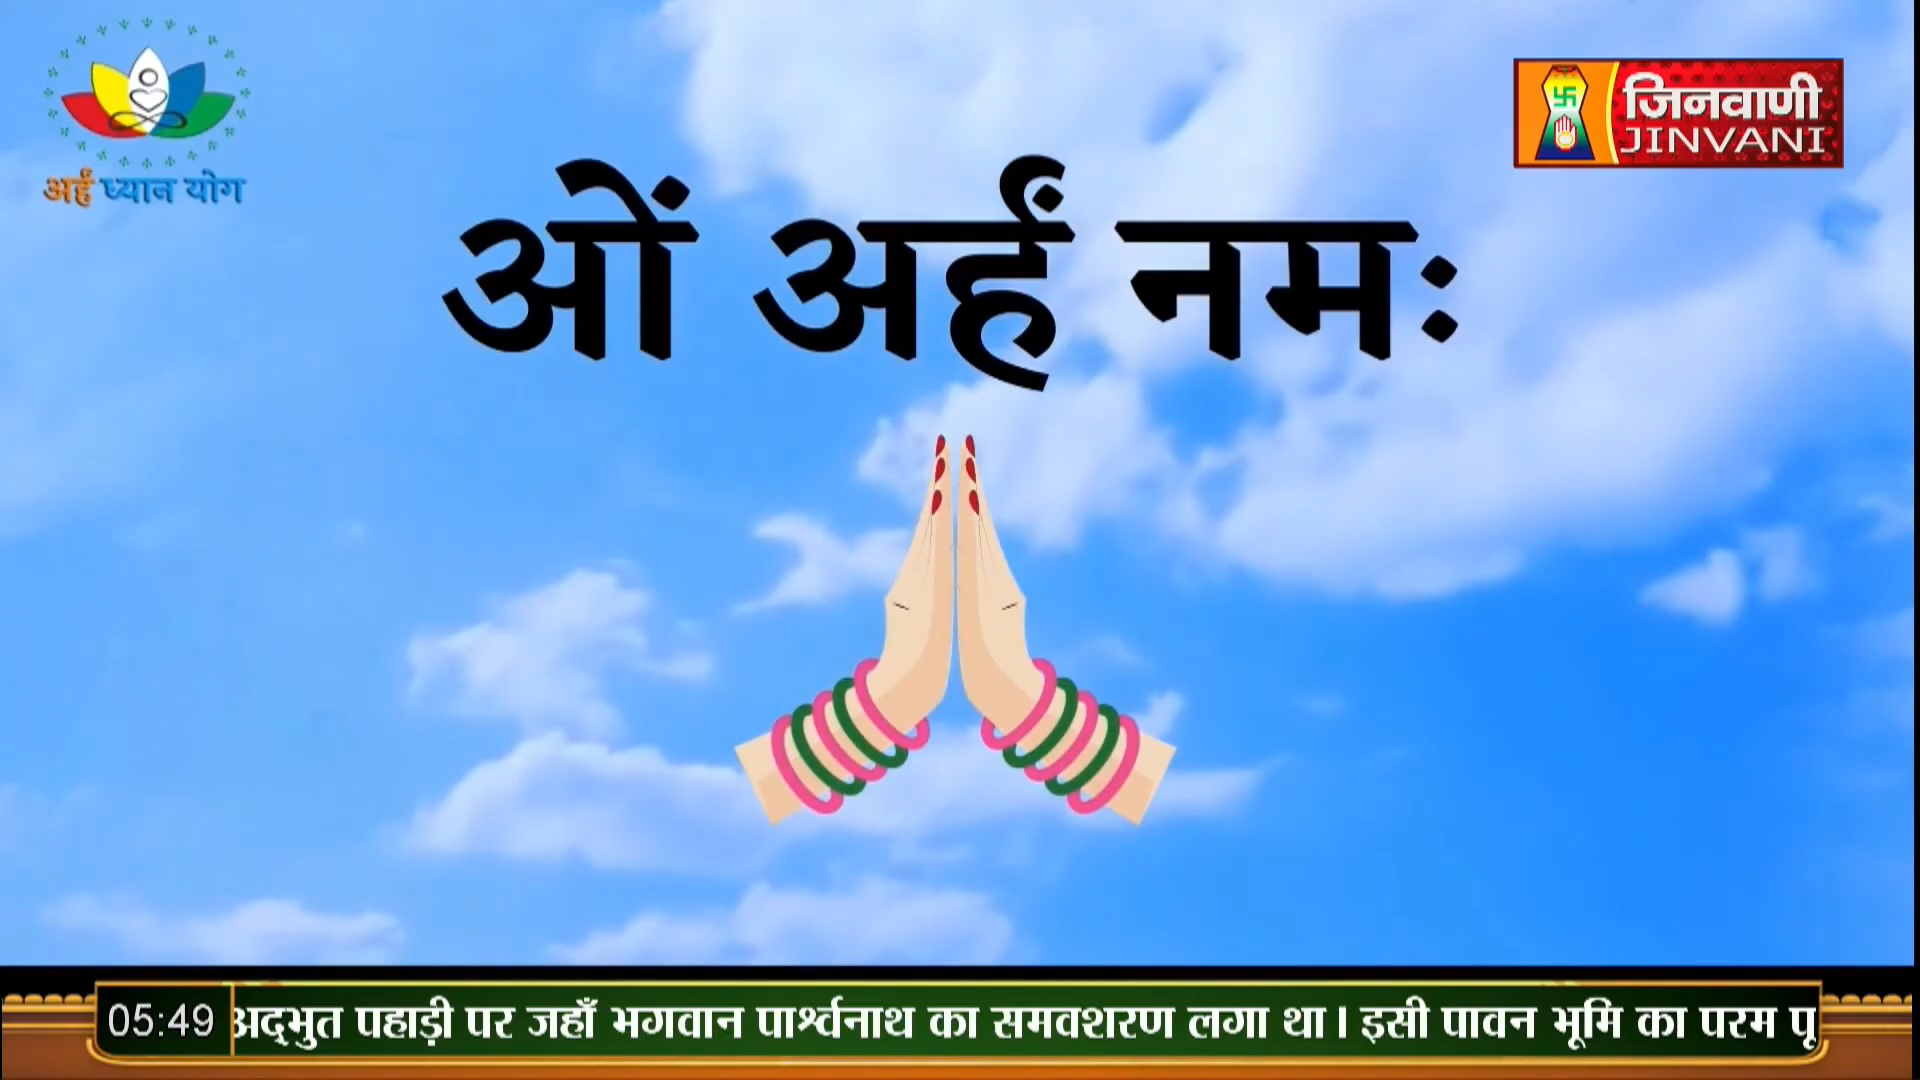 अर्हं ध्यान योग
जिनवाणी
JINVANI
ओं अर्हं नमः
05:49
अद्भुत पहाड़ी पर जहाँ भगवान पार्श्वनाथ का समवशरण लगा था। इसी पावन भूमि का परम पू